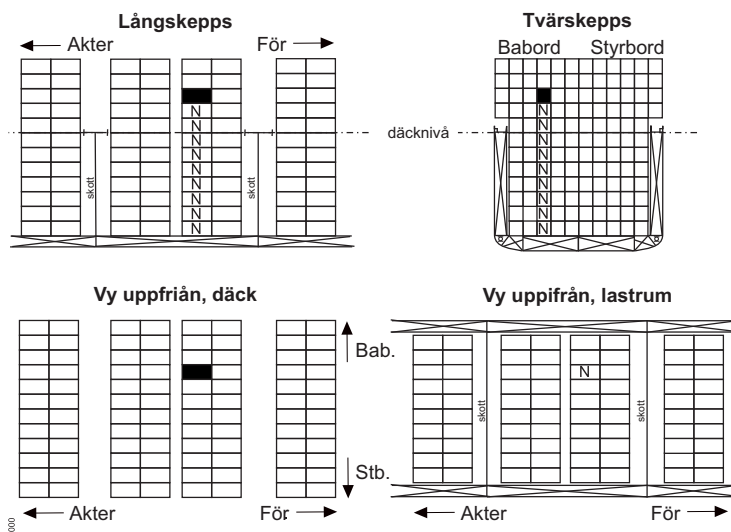 Långskepps
Akter För
N
N
N
N
N
N
N
N
N
skott skott
Tvärskepps
Babord Styrbord
däcknivå
N
N
N
N
N
N
N
N
N
Vy uppfriån, däck
Bab.
Stb.
Akter För
000
Vy uppifrån, lastrum
N
skott skott
Akter För